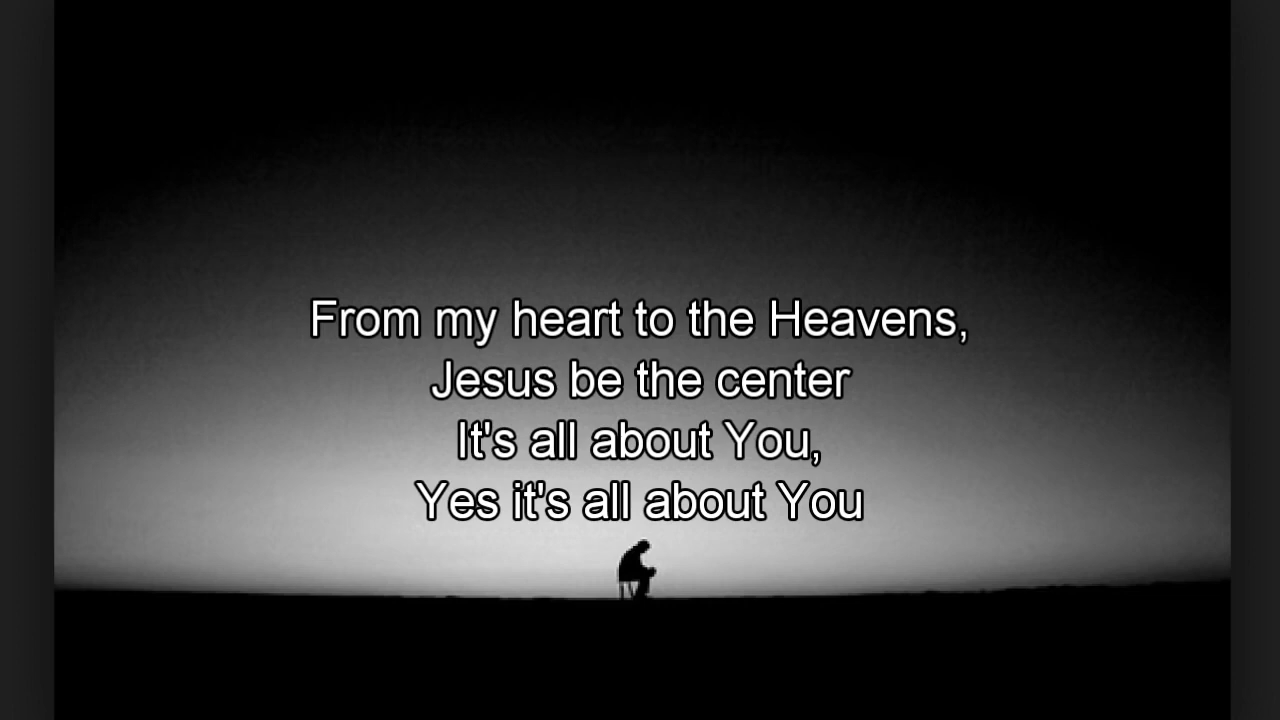 From my heart to the Heavens,
Jesus be the center
It's all about You,
Yes it's all about You